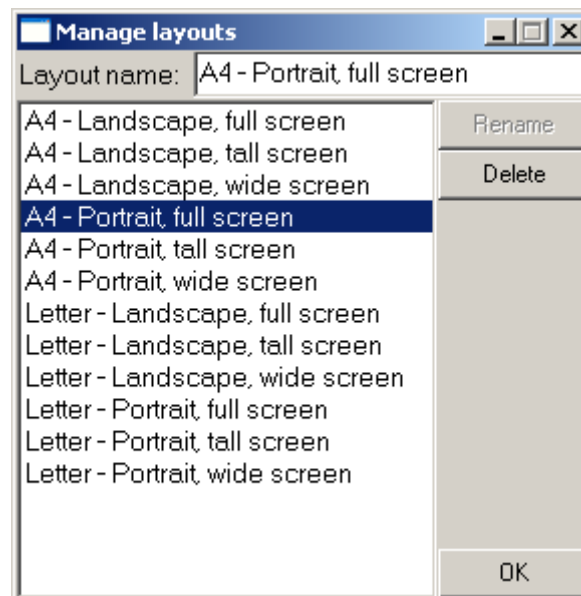 Manage layouts
Layout name: A4 - Portrait, full screen
A4 - Landscape, full screen
Rename
A4 - Landscape, tall screen
Delete
A4 - Landscape, wide screen
A4 - Portrait, full screen
A4 - Portrait, tall screen
A4 - Portrait, wide screen
Letter - Landscape, full screen
Letter - Landscape, tall screen
Letter - Landscape, wide screen
Letter - Portrait, full screen
Letter - Portrait, tall screen
Letter - Portrait, wide screen
OK